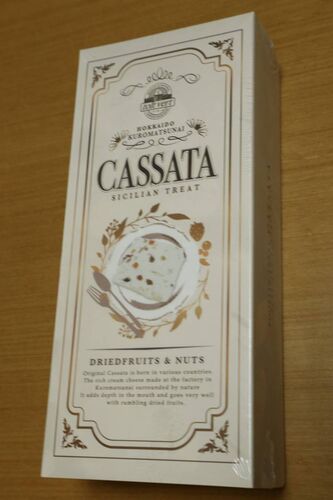 HOKKAIDO
KUROMATSUNAI
CASSATA
SICILIAN TREAT
DRIEDFRUITS & NUTS
Original Cassata is born in various countries.
The rich cream cheese made at the factory in
Kuromatsunai surrounded by nature
It adds depth in the mouth and goes very well
with rumbling dried fruits.